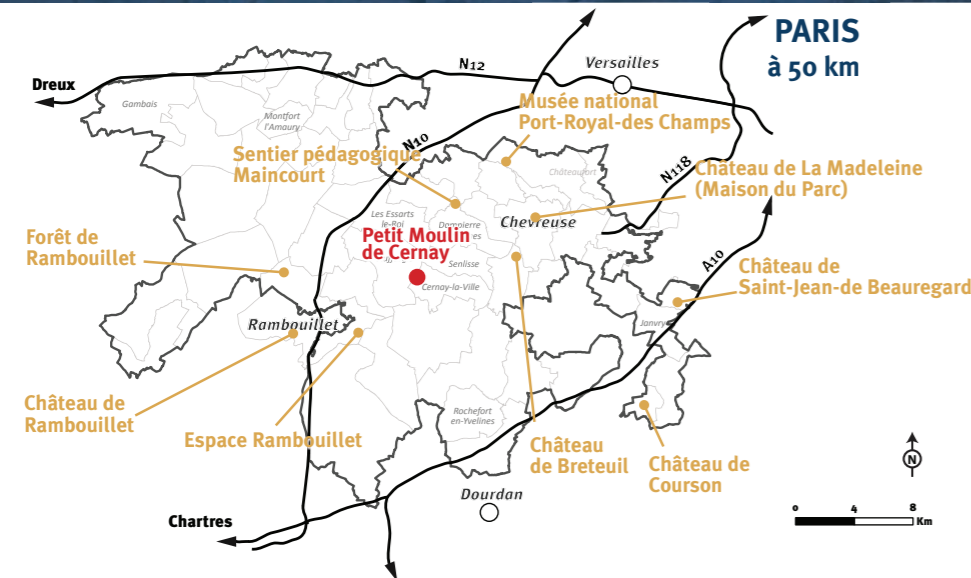 PARIS
à 50 km
N12
Versailles
Dreux
Gambais
Montfort
l'Amaury
Musée national
Port-Royal-des Champs
N10
Sentier pédagogique
Maincourt
Châteaufort
N118
Château de La Madeleine
(Maison du Parc)
Les Essarts
le-Roi
Chevreuse
Petit Moulin
de Cernay
Forêt de
Rambouillet
Senlisse
Cernay-la-Ville
A10
Château de
Saint-Jean-de Beauregard
Rambouillet
Janvry
Château de
Rambouillet
Espace Rambouillet
Rochefort
en-Yvelines
Château
de Breteuil
Château de
Courson
N
Dourdan
Chartres
0 4 8
Km